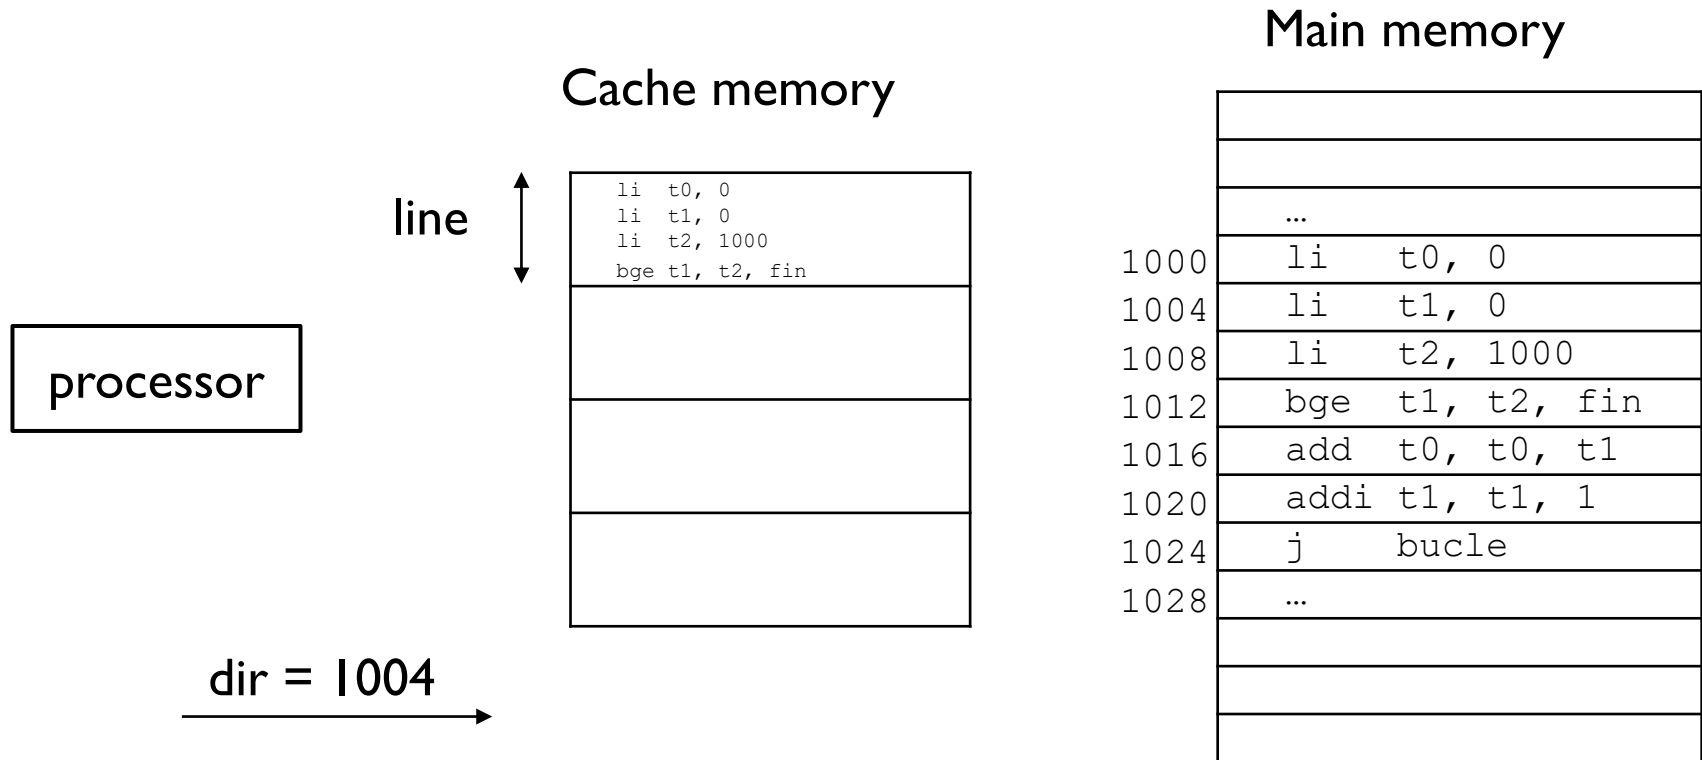 Main memory
Cache memory
line
li t0, 0
li t1, 0
li t2, 1000
bge t1, t2, fin
processor
dir = 1004
…
1000 li t0, 0
1004 li t1, 0
1008 li t2, 1000
1012 bge t1, t2, fin
1016 add t0, t0, t1
1020 addi t1, t1, 1
1024 j bucle
1028 …